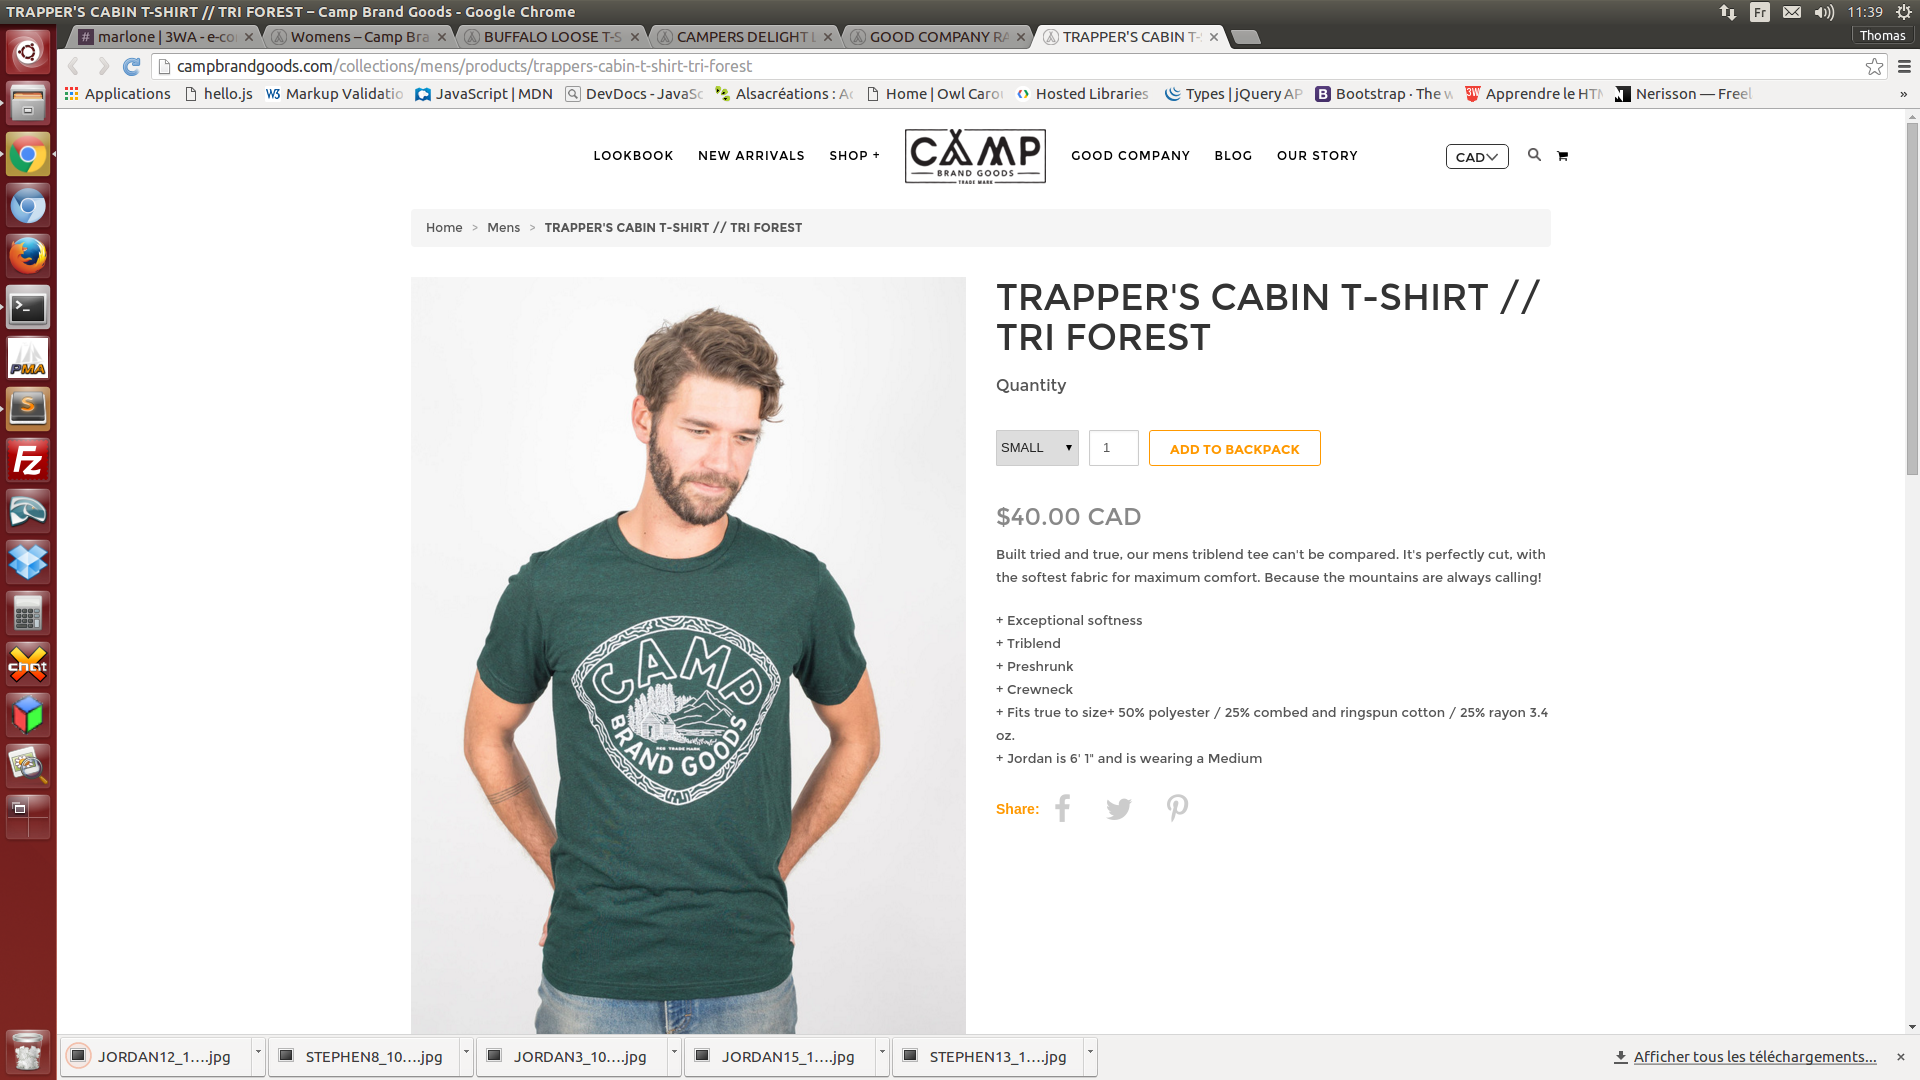 TRAPPER'S CABIN T-SHIRT // TRI FOREST – Camp Brand Goods - Google Chrome
Fr
11:39
marlone | 3WA - e-co
Womens – Camp Bra
BUFFALO LOOSE T-S
CAMPERS DELIGHT L
GOOD COMPANY RA
TRAPPER'S CABIN T-
Thomas
campbrandgoods.com/collections/mens/products/trappers-cabin-t-shirt-tri-forest
Applications
hello.js
Markup Validatio
JavaScript | MDN
DevDocs - JavaSc
Alsacréations : Ac
Home | Owl Carou
Hosted Libraries
Types | jQuery AP
Bootstrap · The w
Apprendre le HTM
Nerisson — Freel
»
LOOKBOOK
NEW ARRIVALS
SHOP +
CAMP
BRAND GOODS
TRADE MARK
GOOD COMPANY
BLOG
OUR STORY
CAD
Home > Mens > TRAPPER'S CABIN T-SHIRT // TRI FOREST
TRAPPER'S CABIN T-SHIRT //
TRI FOREST
Quantity
SMALL
1
ADD TO BACKPACK
$40.00 CAD
Built tried and true, our mens triblend tee can't be compared. It's perfectly cut, with
the softest fabric for maximum comfort. Because the mountains are always calling!
+ Exceptional softness
+ Triblend
+ Preshrunk
+ Crewneck
+ Fits true to size+ 50% polyester / 25% combed and ringspun cotton / 25% rayon 3.4
oz.
+ Jordan is 6' 1" and is wearing a Medium
Share:
CAMP
BRAND GOODS
TRADE MARK
PMA
S
Fz
X
chat
JORDAN12_1....jpg
STEPHEN8_10....jpg
JORDAN3_10....jpg
JORDAN15_1....jpg
STEPHEN13_1....jpg
Afficher tous les téléchargements...